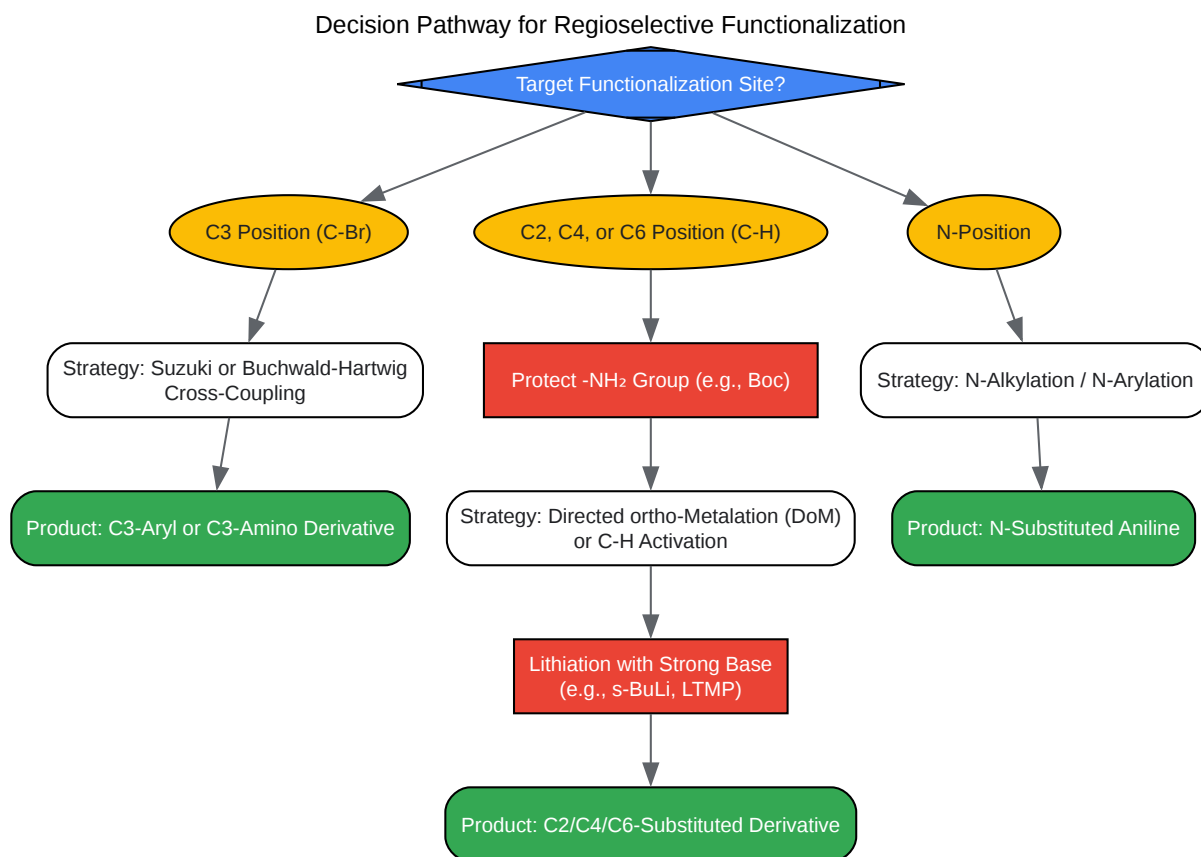 Decision Pathway for Regioselective Functionalization
Target Functionalization Site?
C3 Position (C-Br)
C2, C4, or C6 Position (C-H)
N-Position
Strategy: Suzuki or Buchwald-Hartwig
Cross-Coupling
Protect -NH₂ Group (e.g., Boc)
Strategy: N-Alkylation / N-Arylation
Product: C3-Aryl or C3-Amino Derivative
Strategy: Directed ortho-Metalation (DoM)
or C-H Activation
Product: N-Substituted Aniline
Lithiation with Strong Base
(e.g., s-BuLi, LTMP)
Product: C2/C4/C6-Substituted Derivative